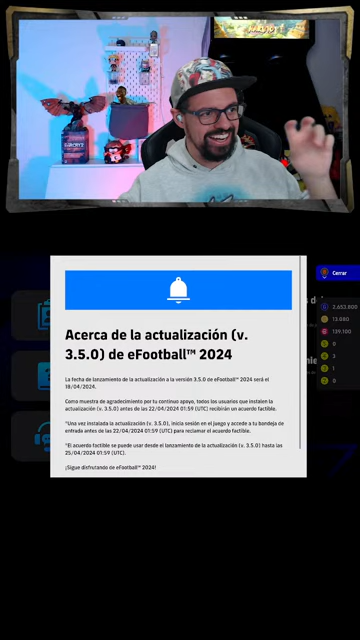 FARCRY
Acerca de la actualización (v.
3.5.0) de eFootball™ 2024
La fecha de lanzamiento de la actualización a la versión 3.5.0 de eFootball™ 2024 será el
18/04/2024.
Como muestra de agradecimiento por tu continuo apoyo, todos los usuarios que instalen la
actualización (v. 3.5.0) antes de las 22/04/2024 01:59 (UTC) recibirán un acuerdo factible.
*Una vez instalada la actualización (v. 3.5.0), inicia sesión en el juego y accede a tu bandeja de
entrada antes de las 22/04/2024 01:59 (UTC) para reclamar el acuerdo factible.
*El acuerdo factible se puede usar desde el lanzamiento de la actualización (v. 3.5.0) hasta las
25/04/2024 01:59 (UTC).
¡Sigue disfrutando de eFootball™ 2024!
Cerrar
2,653,800
13.080
139.100
0
3
1
0